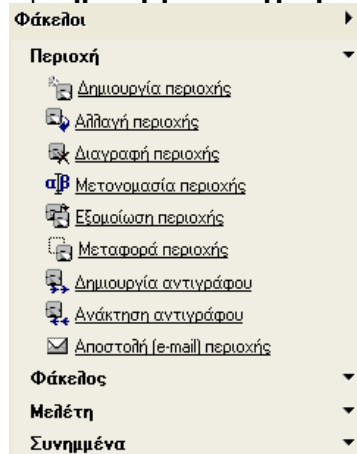 Φάκελοι
Περιοχή
Δημιουργία περιοχής
Αλλαγή περιοχής
Διαγραφή περιοχής
Μετονομασία περιοχής
Εξομοίωση περιοχής
Μεταφορά περιοχής
Δημιουργία αντιγράφου
Ανάκτηση αντιγράφου
Αποστολή (e-mail) περιοχής
Φάκελος
Μελέτη
Συνημμένα